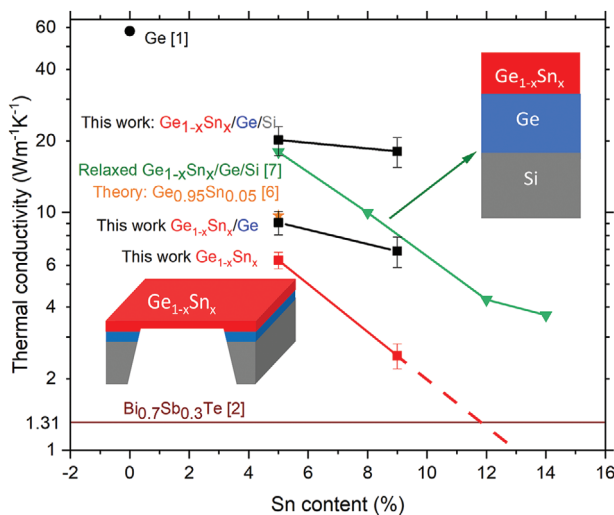 60
40
20
10
6
4
2
1.31
1
Thermal conductivity (Wm⁻¹K⁻¹)
Ge [1]
This work: Ge₁₋ₓSnₓ/Ge/Si
Relaxed Ge₁₋ₓSnₓ/Ge/Si [7]
Theory: Ge₀.₉₅Sn₀.₀₅ [6]
This work Ge₁₋ₓSnₓ/Ge
This work Ge₁₋ₓSnₓ
Ge₁₋ₓSnₓ
Bi₀.₇Sb₀.₃Te [2]
Ge₁₋ₓSnₓ
Ge
Si
-2 0 2 4 6 8 10 12 14 16
Sn content (%)